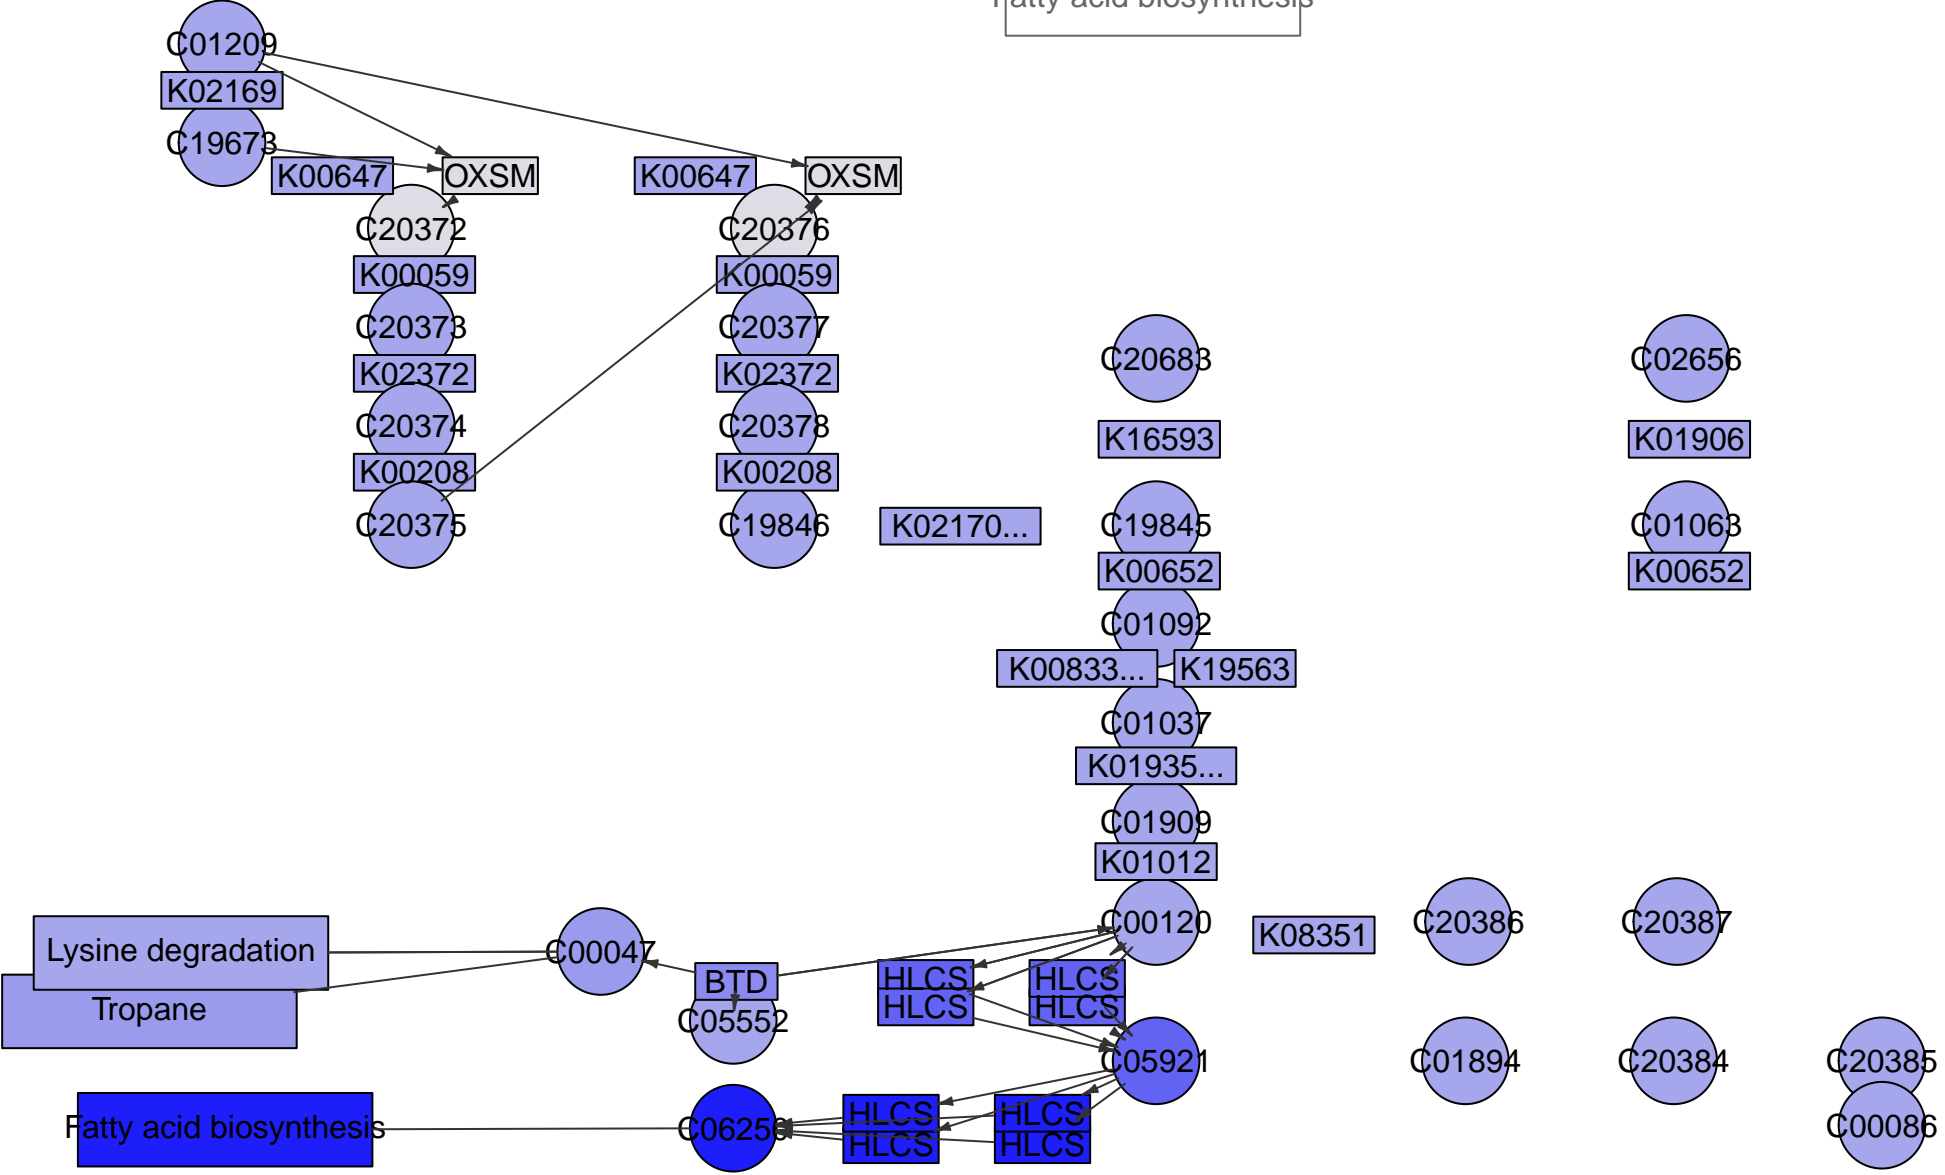 Fatty acid biosynthesis
C01209
K02169
C19673
K00647
OXSM
K00647
OXSM
C20372
C20376
K00059
K00059
C20373
C20377
C20683
C02656
K02372
K02372
C20374
C20378
K16593
K01906
K00208
K00208
C20375
C19846
K02170...
C19845
C01063
K00652
K00652
C01092
K00833...
K19563
C01037
K01935...
C01909
K01012
C00120
K08351
C20386
C20387
Lysine degradation
C00047
BTD
HLCS
HLCS
Tropane
C05552
HLCS
HLCS
C05921
C01894
C20384
C20385
Fatty acid biosynthesis
C06250
HLCS
HLCS
C00086
HLCS
HLCS